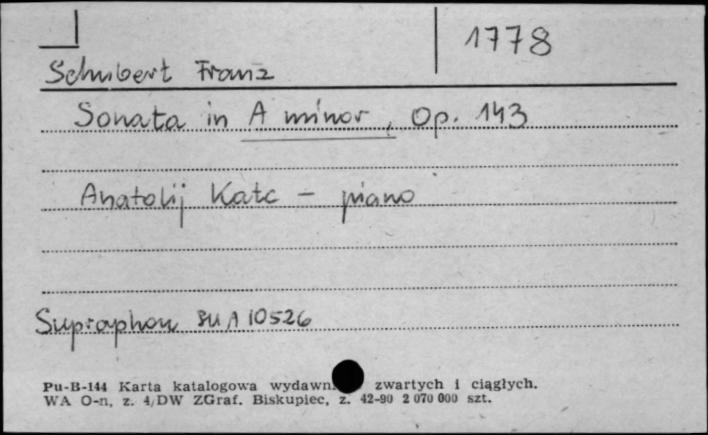 1778
Schubert Franz
Sonata in A minor, Op. 143
Anatolij Katc – piano
Supraphon SUA 10526
Pu-B-144 Karta katalogowa wydawn zwartych i ciągłych.
WA O-n, z. 4/DW ZGraf. Biskupiec, z. 42-90 2 070 000 szt.